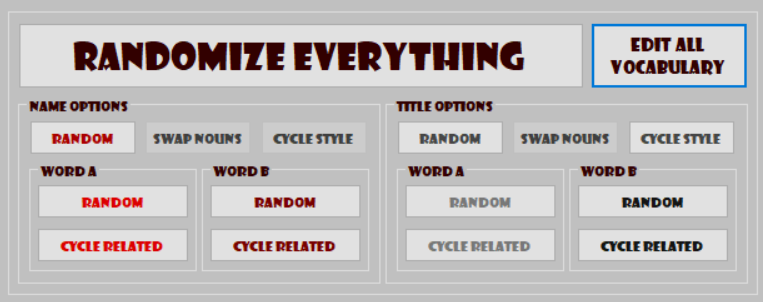 RANDOMIZE EVERYTHING
EDIT ALL
VOCABULARY
NAME OPTIONS
RANDOM SWAP NOUNS CYCLE STYLE
WORD A
RANDOM
CYCLE RELATED
WORD B
RANDOM
CYCLE RELATED
TITLE OPTIONS
RANDOM SWAP NOUNS CYCLE STYLE
WORD A
RANDOM
CYCLE RELATED
WORD B
RANDOM
CYCLE RELATED